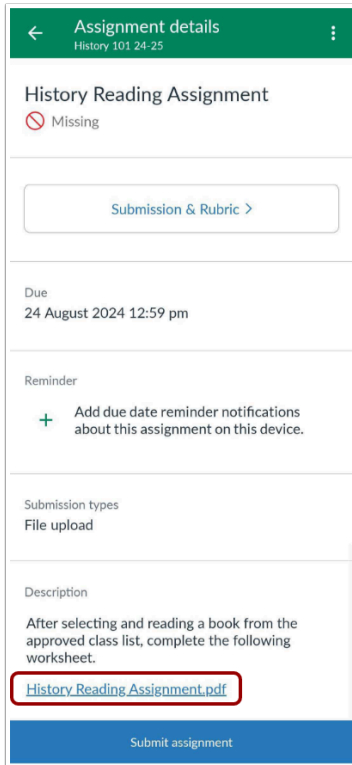 Assignment details
History 101 24-25
History Reading Assignment
Missing
Submission & Rubric >
Due
24 August 2024 12:59 pm
Reminder
+ Add due date reminder notifications
about this assignment on this device.
Submission types
File upload
Description
After selecting and reading a book from the
approved class list, complete the following
worksheet.
History Reading Assignment.pdf
Submit assignment